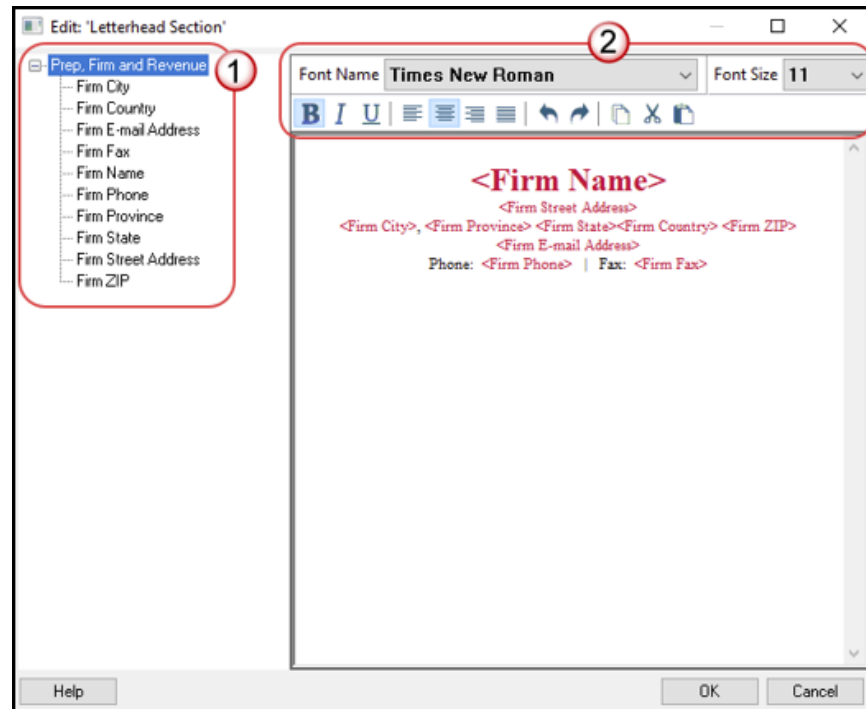 Edit: 'Letterhead Section'
Prep, Firm and Revenue
Firm City
Firm Country
Firm E-mail Address
Firm Fax
Firm Name
Firm Phone
Firm Province
Firm State
Firm Street Address
Firm ZIP
1
2
Font Name Times New Roman Font Size 11
B I U
<Firm Name>
<Firm Street Address>
<Firm City>, <Firm Province> <Firm State><Firm Country> <Firm ZIP>
<Firm E-mail Address>
Phone: <Firm Phone> | Fax: <Firm Fax>
Help OK Cancel